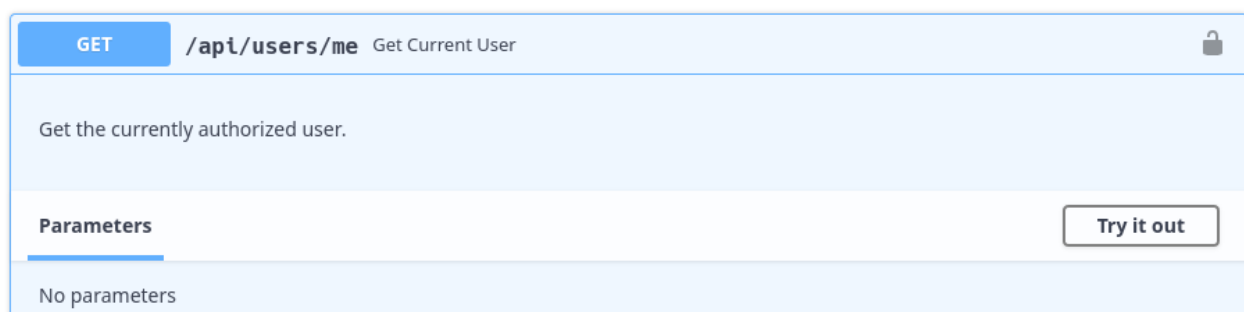 GET /api/users/me Get Current User
Get the currently authorized user.
Parameters Try it out
No parameters